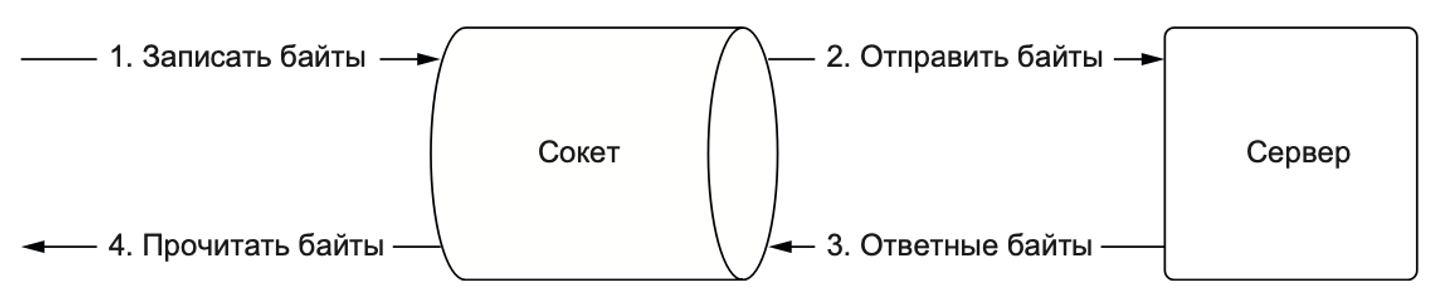 1. Записать байты
2. Отправить байты
Сокет
Сервер
4. Прочитать байты
3. Ответные байты